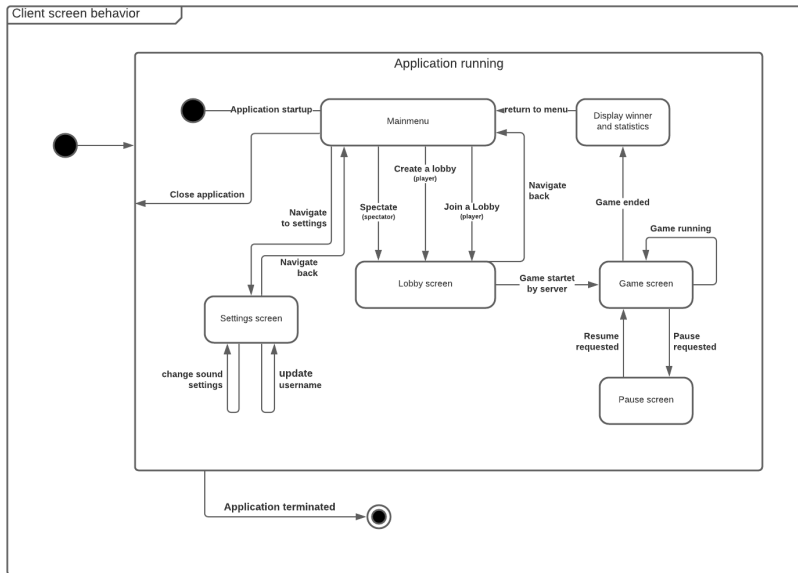 Client screen behavior
Application running
Application startup
Mainmenu
return to menu
Display winner
and statistics
Close application
Create a lobby
(player)
Spectate
(spectator)
Join a Lobby
(player)
Navigate
back
Navigate
to settings
Navigate
back
Game ended
Game running
Lobby screen
Game startet
by server
Game screen
Settings screen
Resume
requested
Pause
requested
change sound
settings
update
username
Pause screen
Application terminated